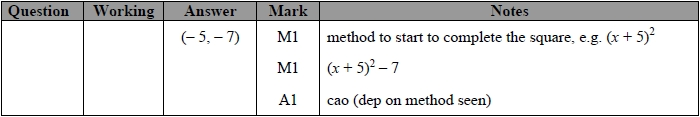 Question Working Answer Mark Notes
(– 5, – 7) M1 method to start to complete the square, e.g. (x + 5)²
M1 (x + 5)² – 7
A1 cao (dep on method seen)